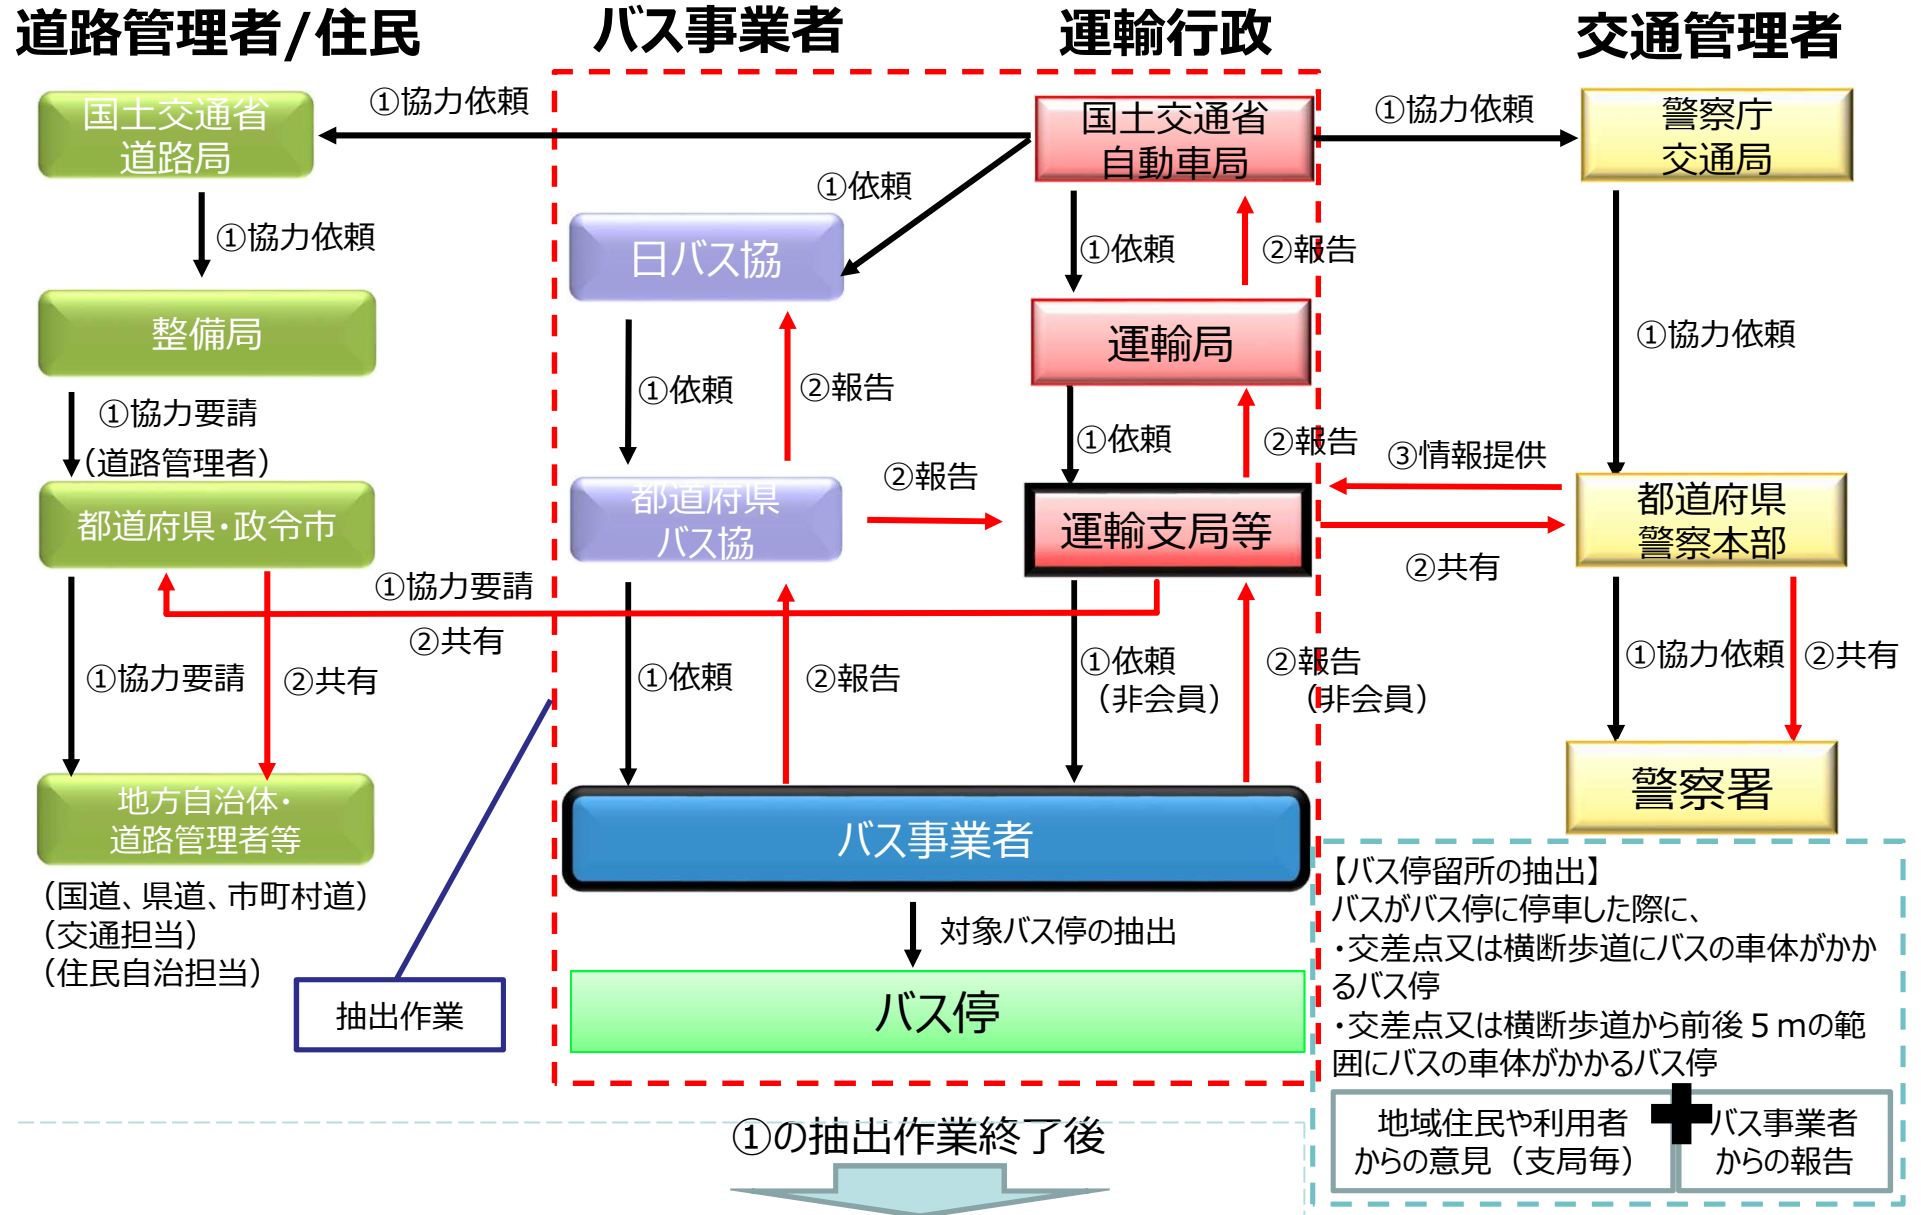 道路管理者/住民
バス事業者
運輸行政
交通管理者
国土交通省
道路局
①協力依頼
国土交通省
自動車局
①協力依頼
警察庁
交通局
①依頼
①協力依頼
日バス協
①依頼
②報告
整備局
運輸局
①協力依頼
①協力要請
(道路管理者)
①依頼
②報告
①依頼
②報告
③情報提供
都道府県・政令市
都道府県
バス協
②報告
運輸支局等
都道府県
警察本部
②共有
①協力要請
②共有
①協力要請
②共有
①依頼
②報告
①依頼
(非会員)
②報告
(非会員)
①協力依頼
②共有
地方自治体・
道路管理者等
バス事業者
警察署
(国道、県道、市町村道)
(交通担当)
(住民自治担当)
対象バス停の抽出
抽出作業
バス停
【バス停留所の抽出】
バスがバス停に停車した際に、
・交差点又は横断歩道にバスの車体がかか
るバス停
・交差点又は横断歩道から前後5mの範
囲にバスの車体がかかるバス停
地域住民や利用者
からの意見(支局毎)
バス事業者
からの報告
①の抽出作業終了後